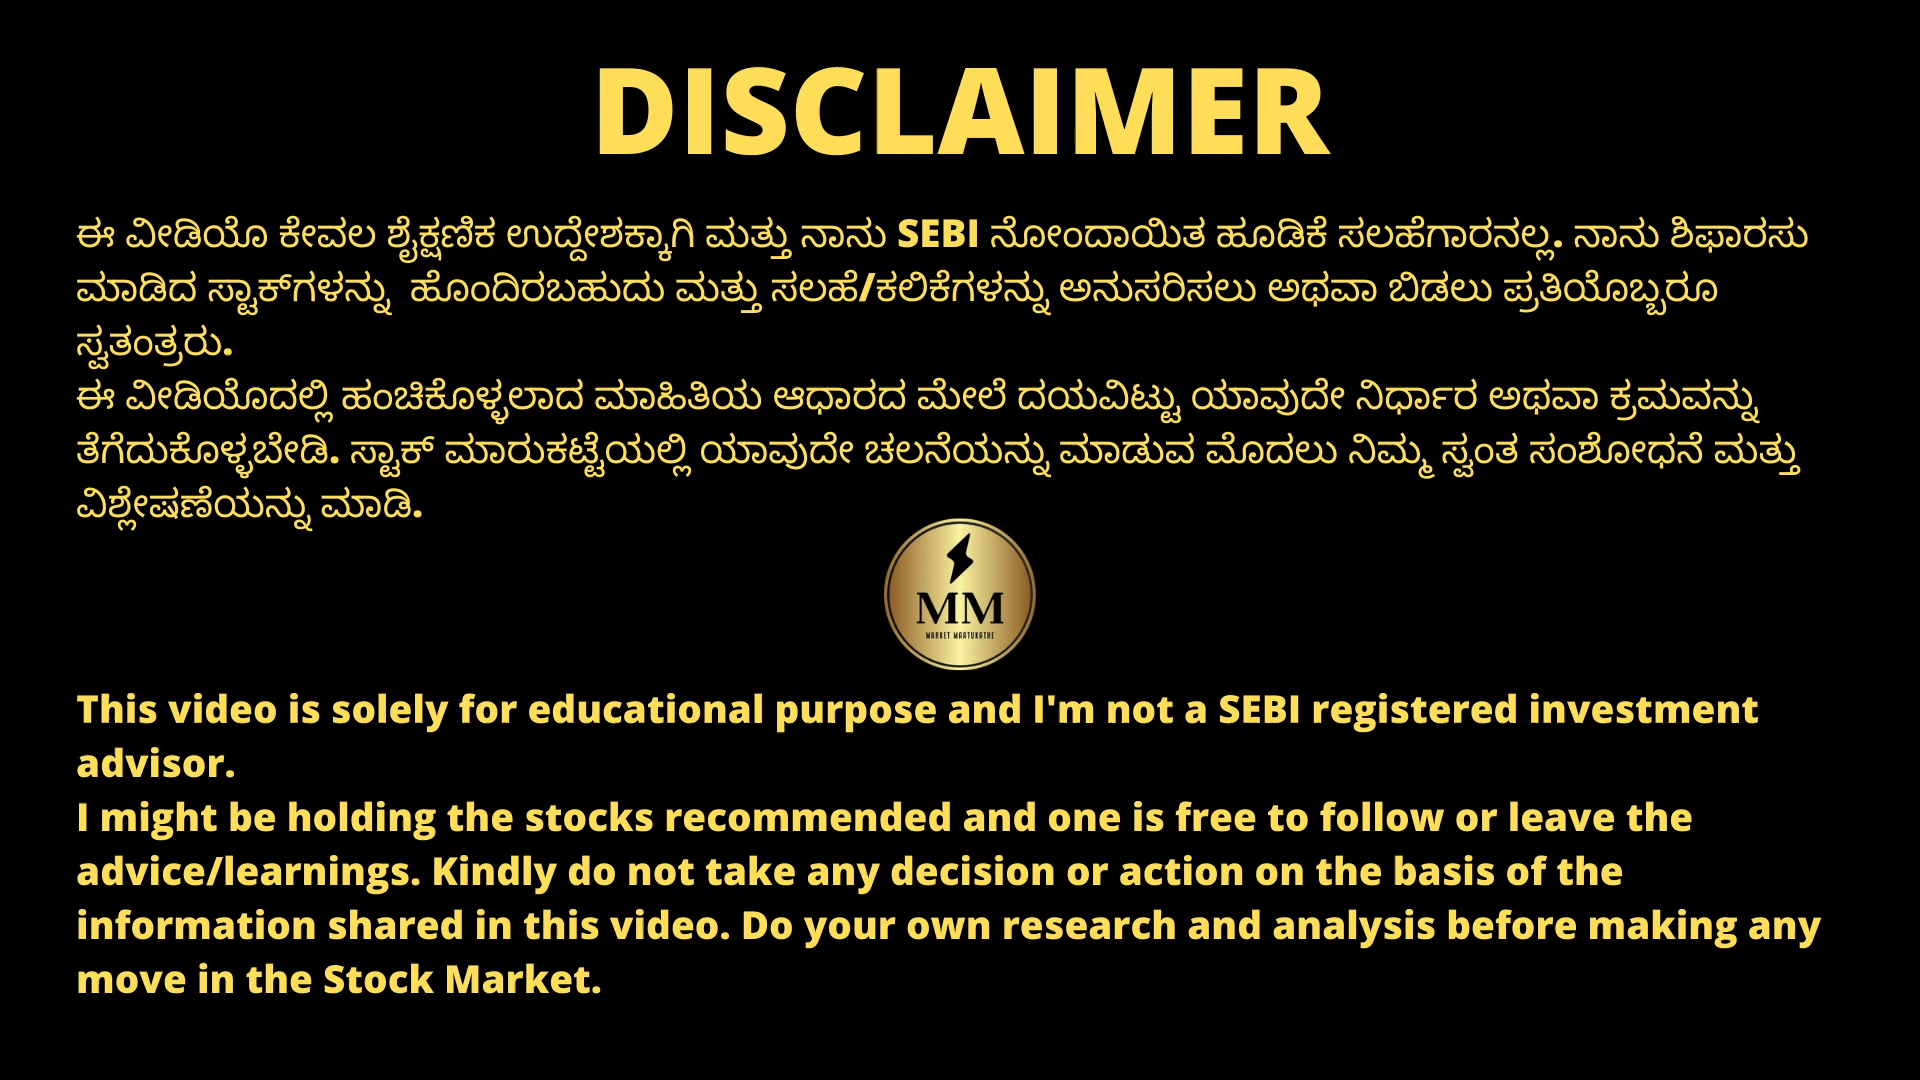 DISCLAIMER
ಈ ವೀಡಿಯೊ ಕೇವಲ ಶೈಕ್ಷಣಿಕ ಉದ್ದೇಶಕ್ಕಾಗಿ ಮತ್ತು ನಾನು SEBI ನೋಂದಾಯಿತ ಹೂಡಿಕೆ ಸಲಹೆಗಾರನಲ್ಲ. ನಾನು ಶಿಫಾರಸು
ಮಾಡಿದ ಸ್ಟಾಕ್‌ಗಳನ್ನು ಹೊಂದಿರಬಹುದು ಮತ್ತು ಸಲಹೆ/ಕಲಿಕೆಗಳನ್ನು ಅನುಸರಿಸಲು ಅಥವಾ ಬಿಡಲು ಪ್ರತಿಯೊಬ್ಬರೂ
ಸ್ವತಂತ್ರರು.
ಈ ವೀಡಿಯೊದಲ್ಲಿ ಹಂಚಿಕೊಳ್ಳಲಾದ ಮಾಹಿತಿಯ ಆಧಾರದ ಮೇಲೆ ದಯವಿಟ್ಟು ಯಾವುದೇ ನಿರ್ಧಾರ ಅಥವಾ ಕ್ರಮವನ್ನು
ತೆಗೆದುಕೊಳ್ಳಬೇಡಿ. ಸ್ಟಾಕ್ ಮಾರುಕಟ್ಟೆಯಲ್ಲಿ ಯಾವುದೇ ಚಲನೆಯನ್ನು ಮಾಡುವ ಮೊದಲು ನಿಮ್ಮ ಸ್ವಂತ ಸಂಶೋಧನೆ ಮತ್ತು
ವಿಶ್ಲೇಷಣೆಯನ್ನು ಮಾಡಿ.
MM
MARKET MAATUKATHE
This video is solely for educational purpose and I'm not a SEBI registered investment
advisor.
I might be holding the stocks recommended and one is free to follow or leave the
advice/learnings. Kindly do not take any decision or action on the basis of the
information shared in this video. Do your own research and analysis before making any
move in the Stock Market.